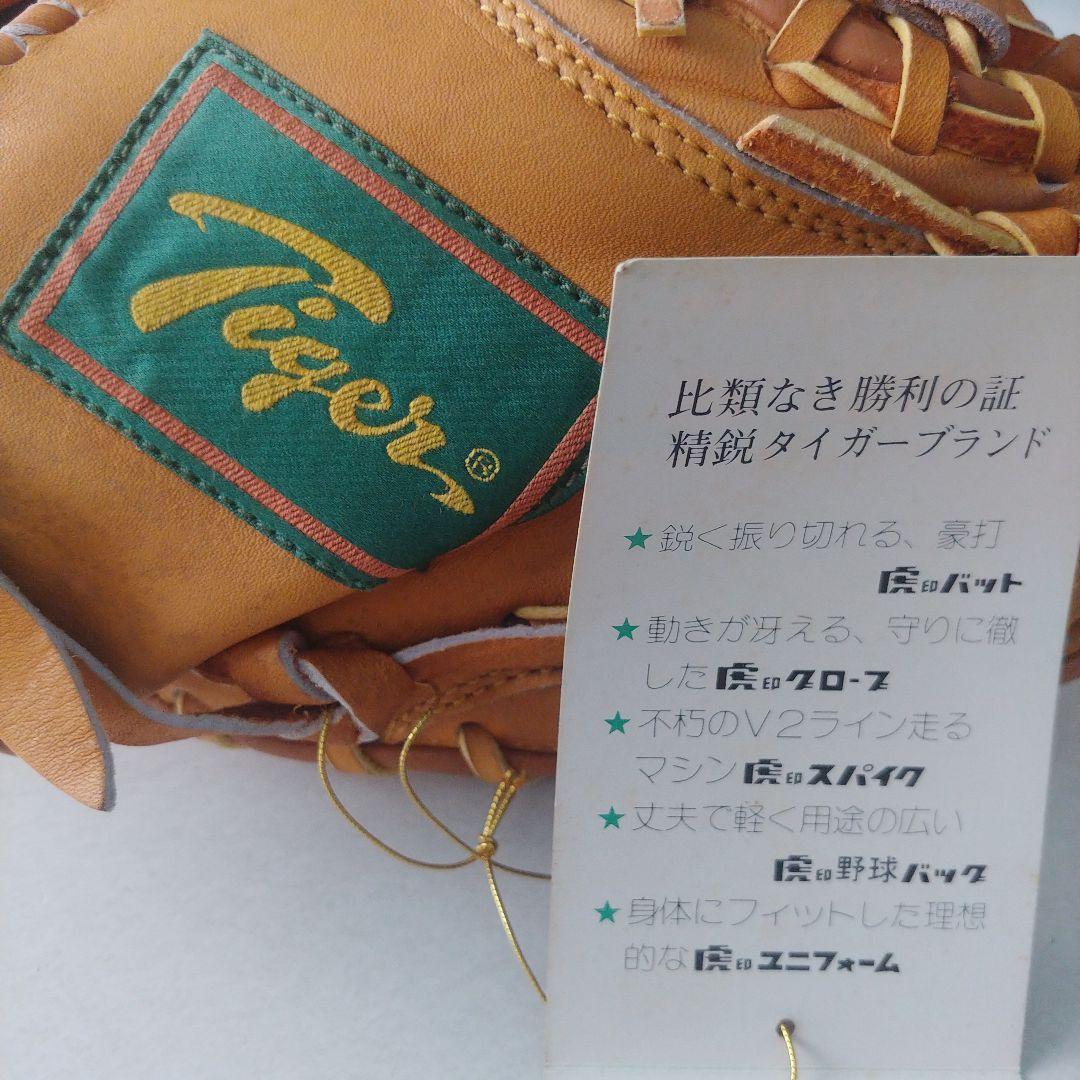 Tiger®
比類なき勝利の証
精鋭タイガーブランド
★鋭く振り切れる、豪打
虎印バット
★動きが冴える、守りに徹
した虎印グローブ
★不朽のV2ライン走る
マシン虎印スパイク
★丈夫で軽く用途の広い
虎印野球バッグ
★身体にフィットした理想
的な虎印ユニフォーム